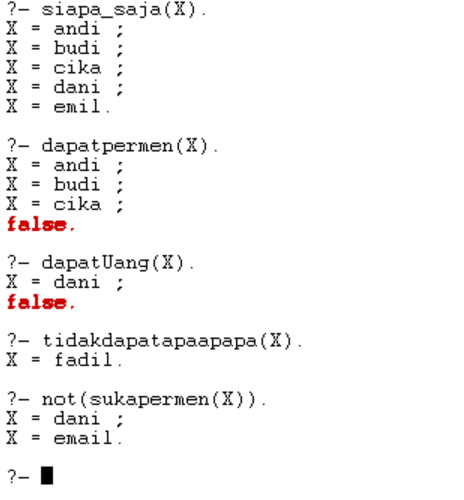 ?- siapa_saja(X).
X = andi ;
X = budi ;
X = cika ;
X = dani ;
X = emil.
?- dapatpermen(X).
X = andi ;
X = budi ;
X = cika ;
false.
?- dapatUang(X).
X = dani ;
false.
?- tidakdapatapaapapa(X).
X = fadil.
?- not(sukapermen(X)).
X = dani ;
X = email.
?-